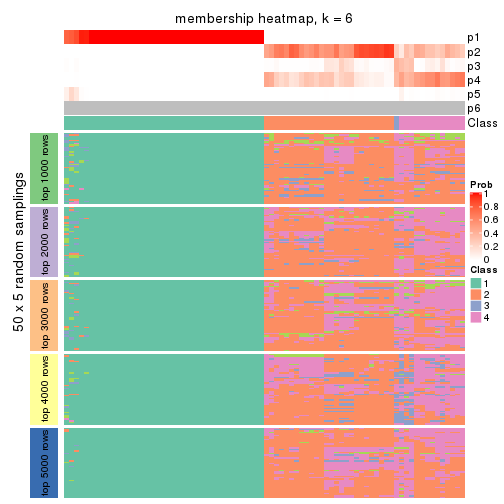 membership heatmap, k = 6
p1
p2
p3
p4
p5
p6
Class
50 x 5 random samplings
top 1000 rows
top 2000 rows
top 3000 rows
top 4000 rows
top 5000 rows
Prob
1
0.8
0.6
0.4
0.2
0
Class
1
2
3
4